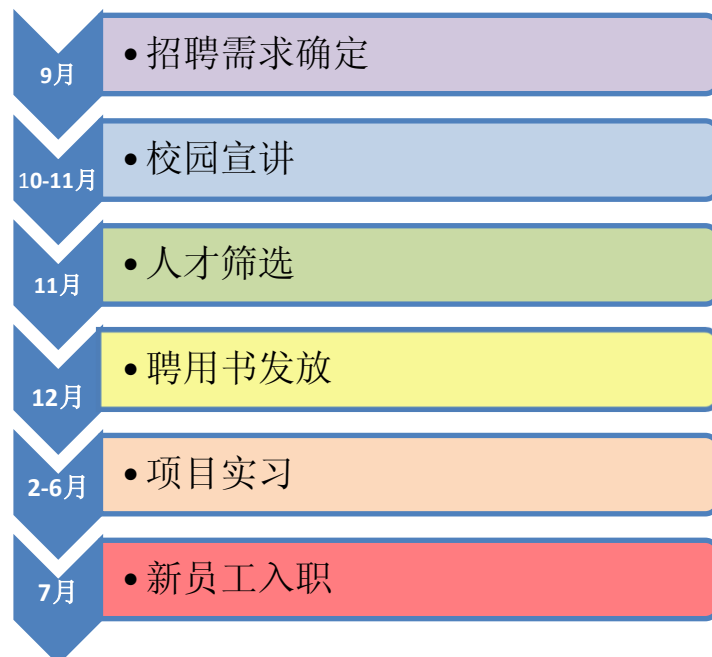 9月
• 招聘需求确定
10-11月
• 校园宣讲
11月
• 人才筛选
12月
• 聘用书发放
2-6月
• 项目实习
7月
• 新员工入职